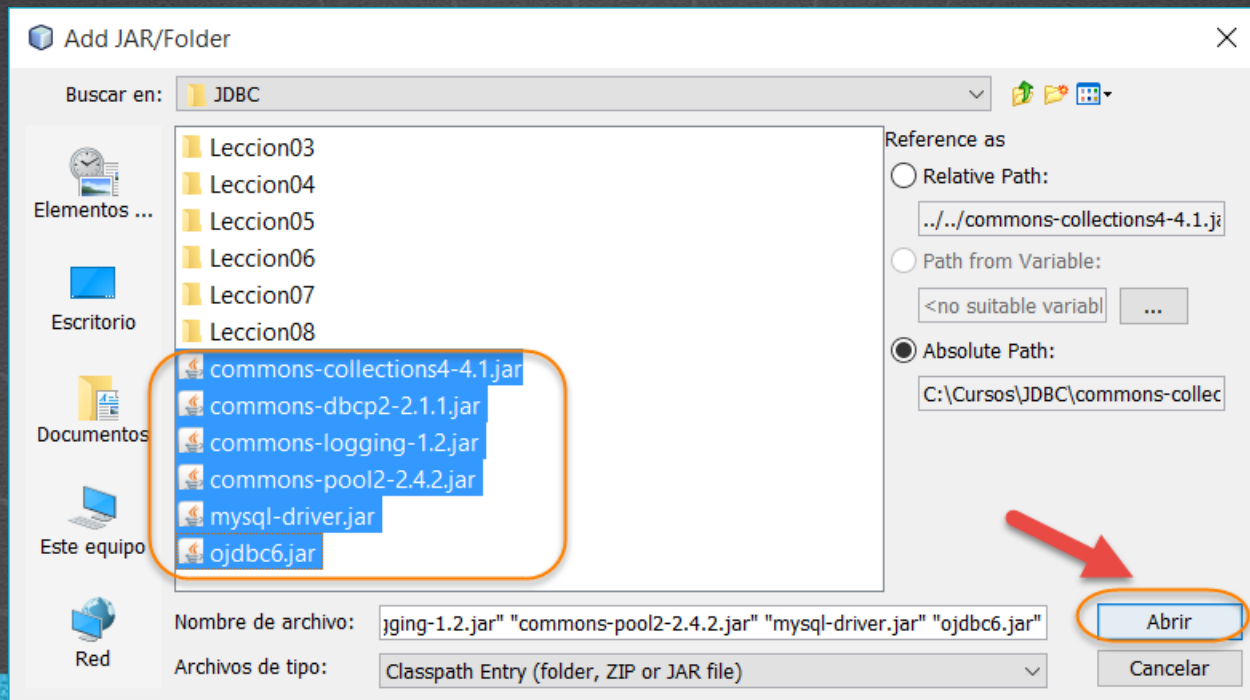 Add JAR/Folder
Buscar en: JDBC
Elementos ...
Escritorio
Documentos
Este equipo
Red
Leccion03
Leccion04
Leccion05
Leccion06
Leccion07
Leccion08
commons-collections4-4.1.jar
commons-dbcp2-2.1.1.jar
commons-logging-1.2.jar
commons-pool2-2.4.2.jar
mysql-driver.jar
ojdbc6.jar
Reference as
Relative Path:
../../commons-collections4-4.1.ja
Path from Variable:
<no suitable variabl ...
Absolute Path:
C:\Cursos\JDBC\commons-collec
Nombre de archivo: gging-1.2.jar" "commons-pool2-2.4.2.jar" "mysql-driver.jar" "ojdbc6.jar" Abrir
Archivos de tipo: Classpath Entry (folder, ZIP or JAR file) Cancelar